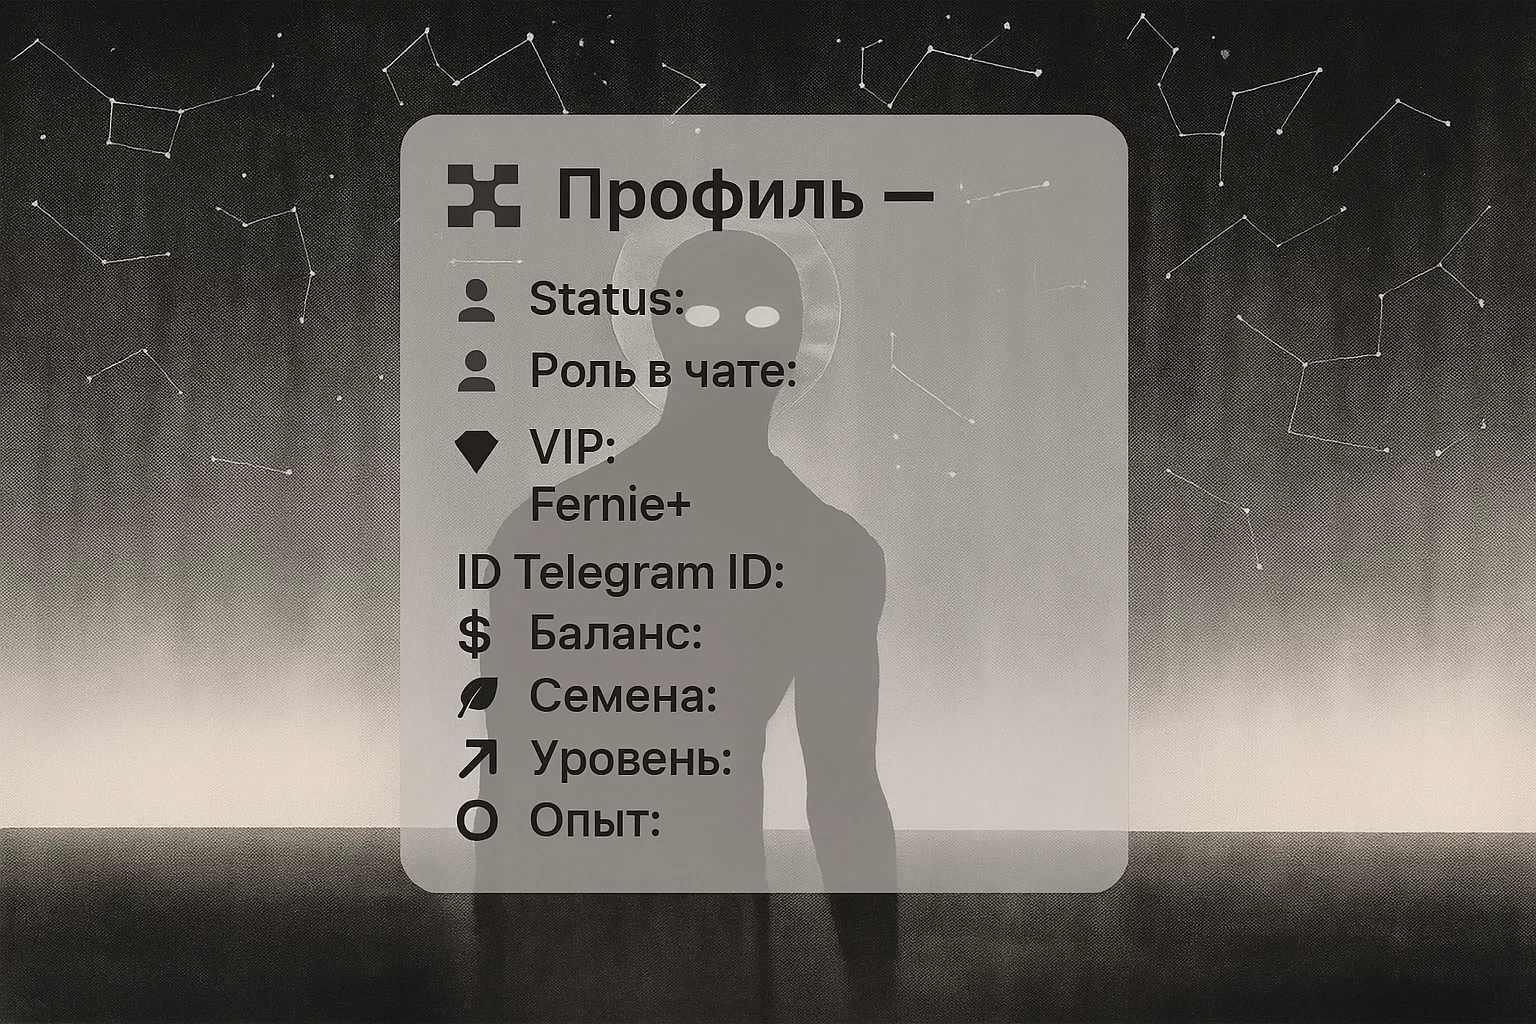 Профиль —
Status:
Роль в чате:
VIP:
Fernie+
ID Telegram ID:
$ Баланс:
Семена:
Уровень:
Опыт: